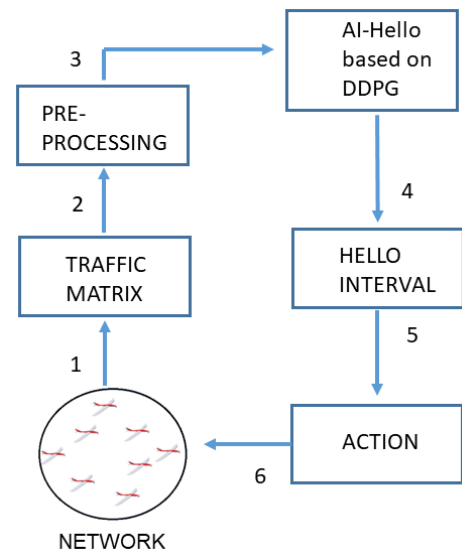 3
AI-Hello
based on
DDPG
PRE-
PROCESSING
2
4
TRAFFIC
MATRIX
HELLO
INTERVAL
1
5
ACTION
6
NETWORK